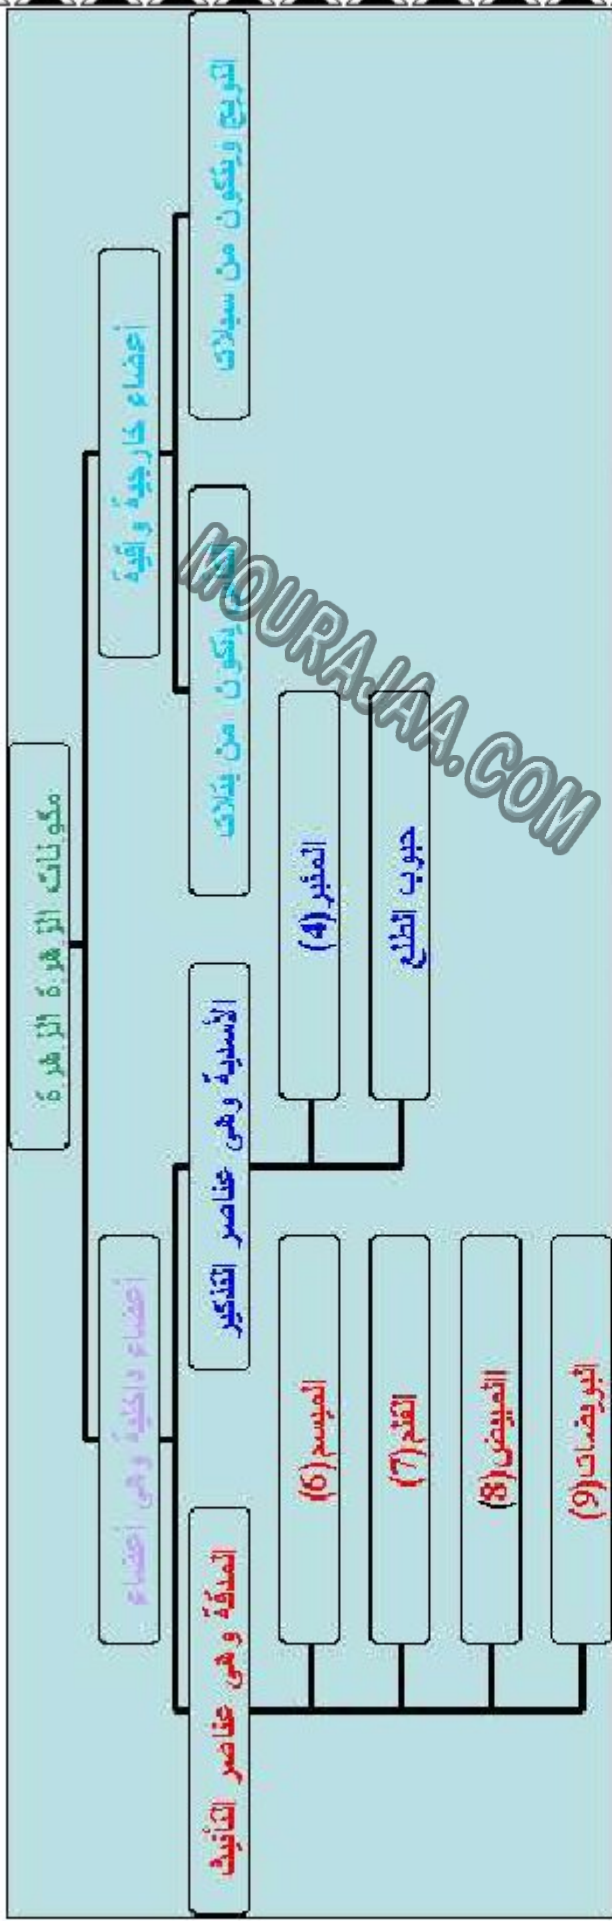 مكونات الزهرة الزهرة
أعضاء خارجية واقية
أعضاء داخلية وهي أعضاء
التويج ويتكون من سبلات
الكأس يتكون من بتلات
الأسدية وهي عناصر التذكير
المدقة وهي عناصر التأنيث
المئبر (4)
حبوب الطلع
الميسم (6)
القلم (7)
المبيض (8)
البويضات (9)
MOURAJAA.COM